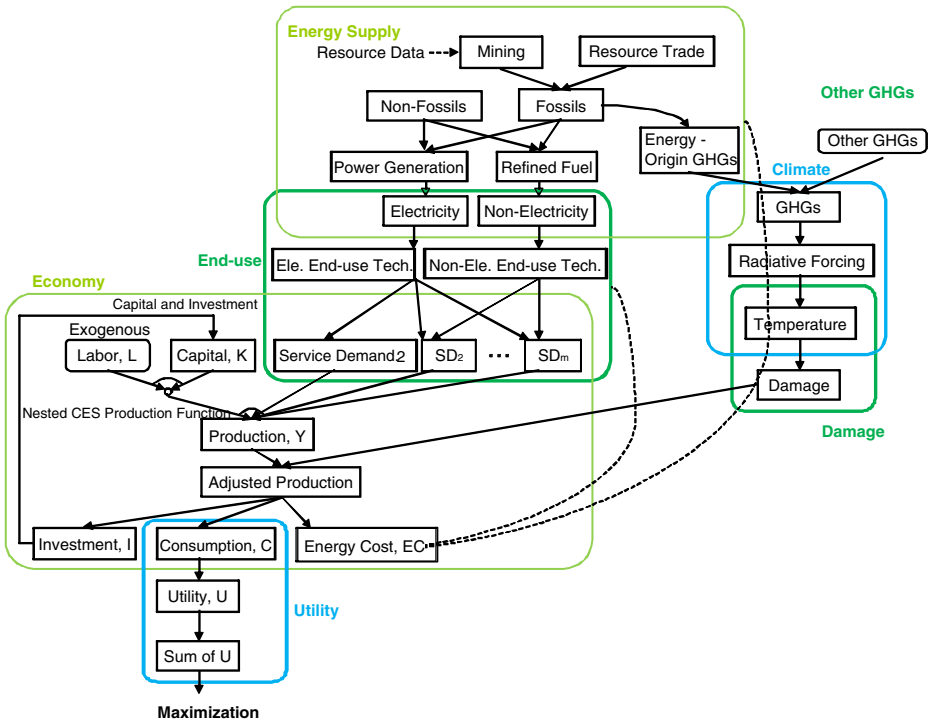 Energy Supply
Resource Data
Mining
Resource Trade
Non-Fossils
Fossils
Other GHGs
Energy -
Origin GHGs
Other GHGs
Power Generation
Refined Fuel
Climate
Electricity
Non-Electricity
GHGs
End-use
Ele. End-use Tech.
Non-Ele. End-use Tech.
Radiative Forcing
Economy
Capital and Investment
Exogenous
Temperature
Labor, L
Capital, K
Service Demand2
SD2
...
SDm
Damage
Nested CES Production Function
Production, Y
Damage
Adjusted Production
Investment, I
Consumption, C
Energy Cost, EC
Utility, U
Utility
Sum of U
Maximization